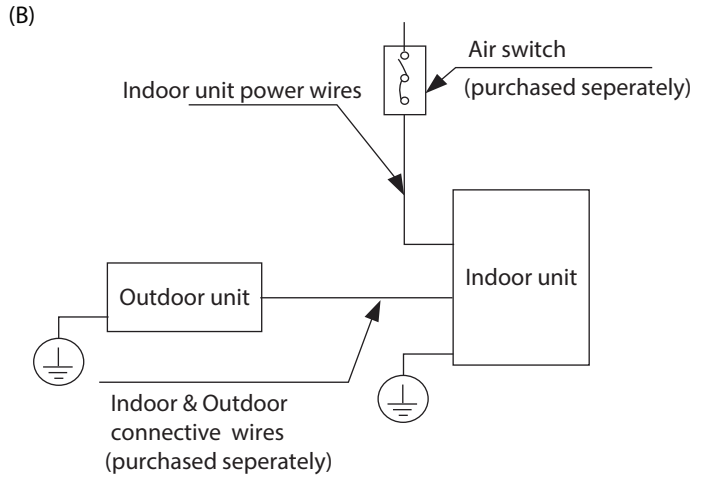 (B)
Air switch
(purchased seperately)
Indoor unit power wires
Indoor unit
Outdoor unit
Indoor & Outdoor
connective wires
(purchased seperately)